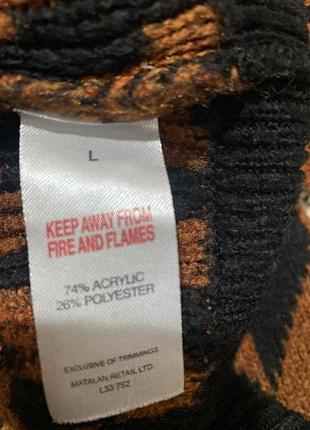 L
KEEP AWAY FROM
FIRE AND FLAMES
74% ACRYLIC
26% POLYESTER
EXCLUSIVE OF TRIMMINGS
MATALAN RETAIL LTD.
L33 7SZ